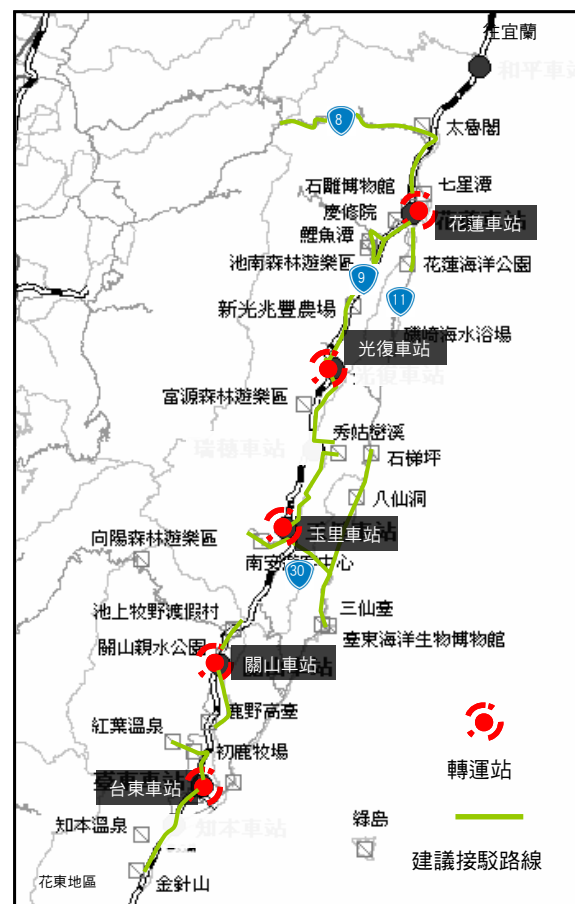 往宜蘭
和平車站
8
太魯閣
石雕博物館
七星潭
慶修院
花蓮車站
鯉魚潭
池南森林遊樂區
花蓮海洋公園
9
11
新光兆豐農場
磯崎海水浴場
光復車站
光復車站
富源森林遊樂區
秀姑巒溪
瑞穗車站
石梯坪
八仙洞
玉里車站
向陽森林遊樂區
南安遊客中心
30
池上牧野渡假村
三仙臺
關山親水公園
臺東海洋生物博物館
關山車站
鹿野高臺
紅葉溫泉
初鹿牧場
轉運站
台東車站
知本溫泉
知本車站
綠島
建議接駁路線
花東地區
金針山